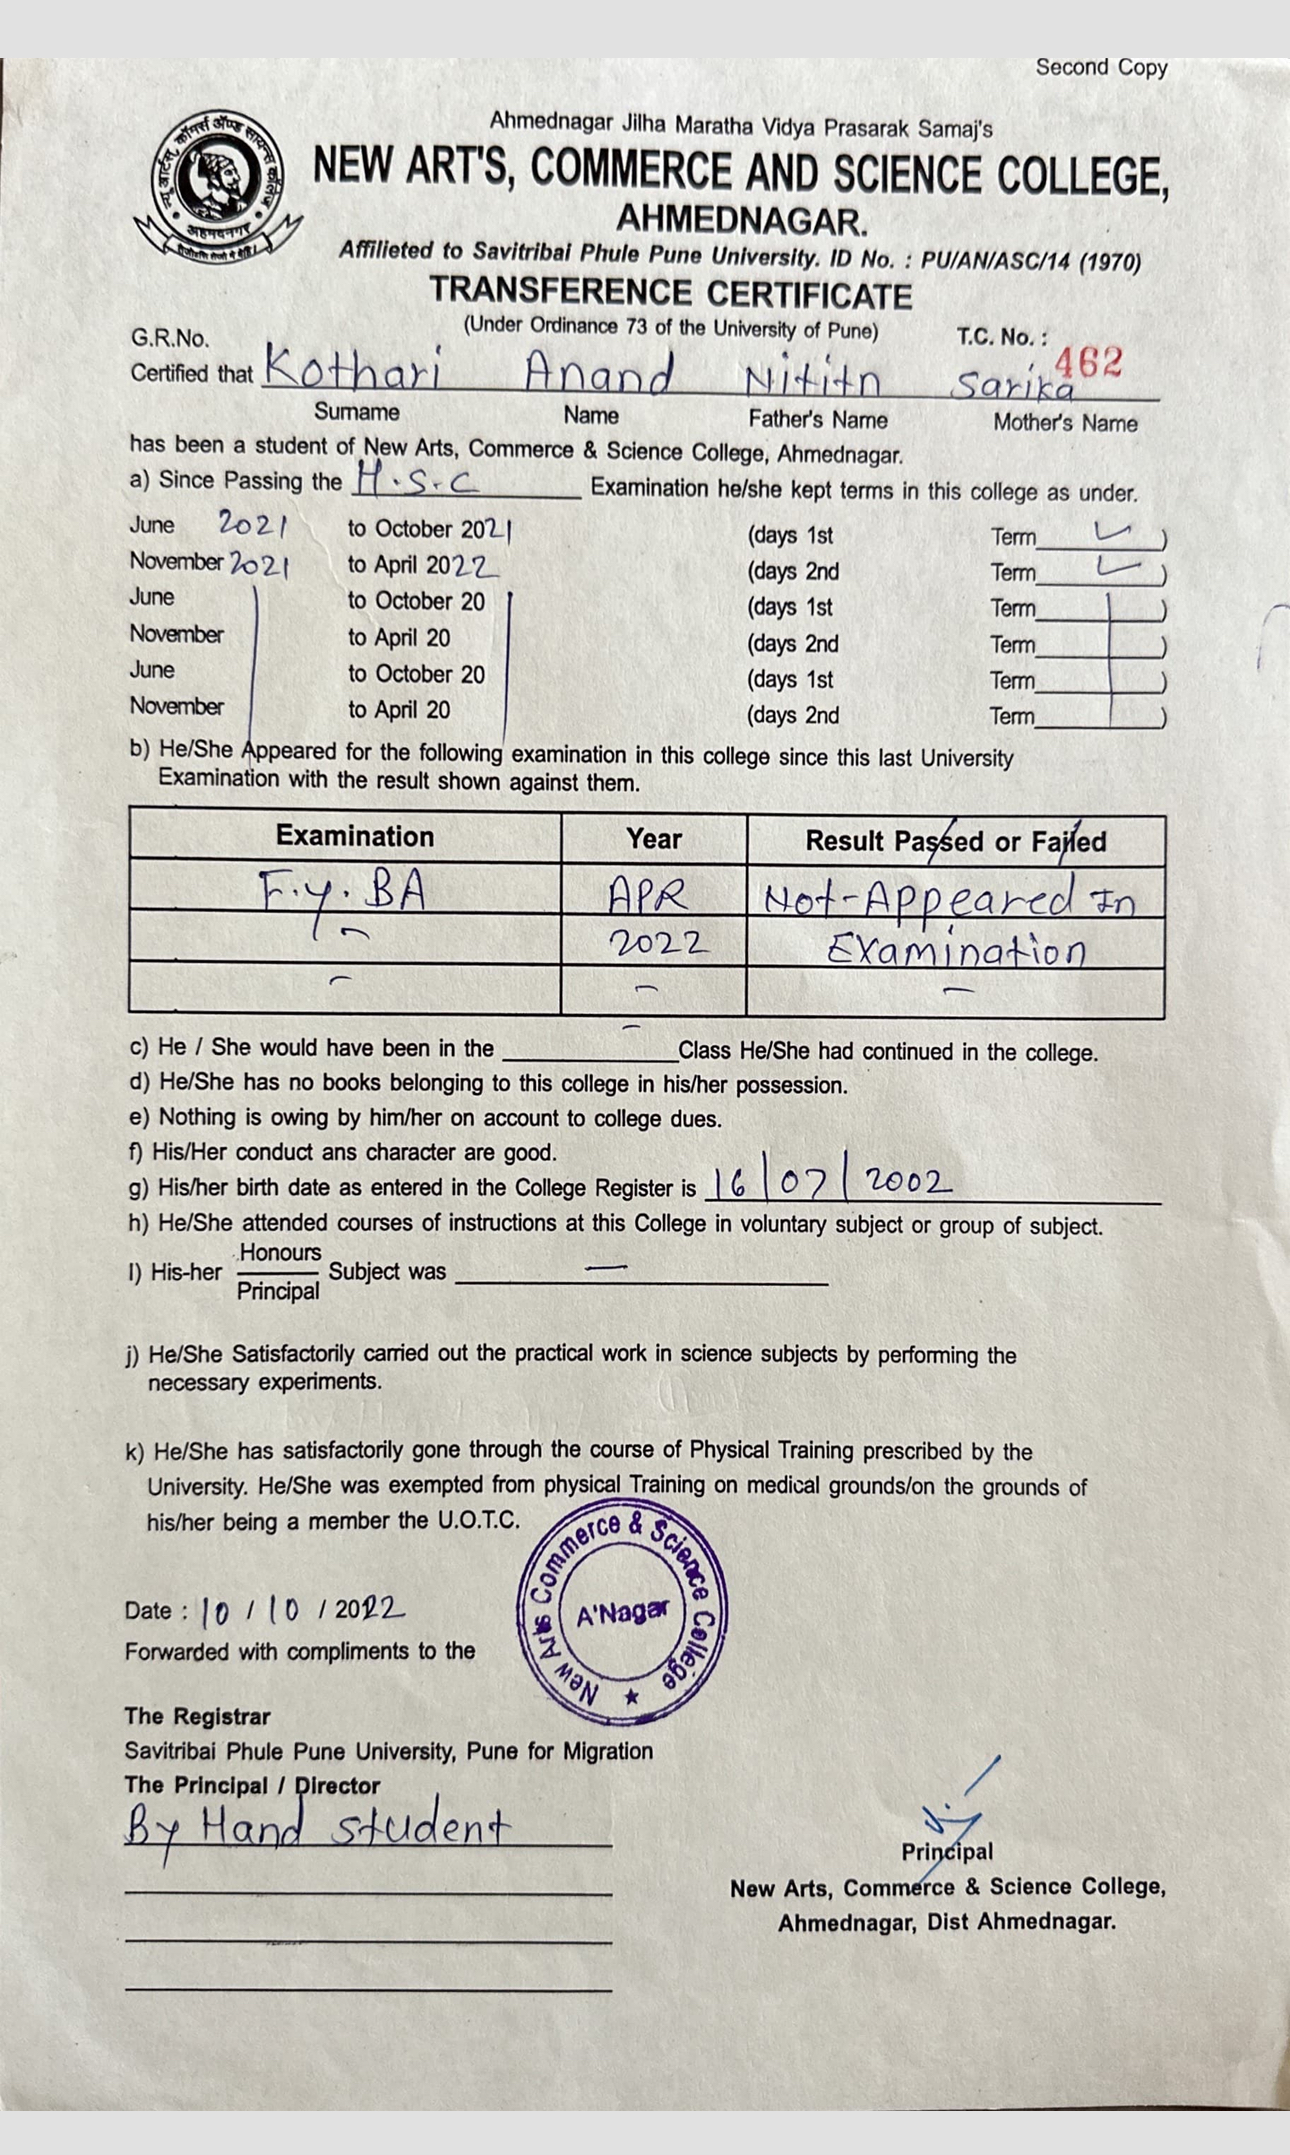 Second Copy
न्यू आर्टस्, कॉमर्स ॲण्ड सायन्स कॉलेज
अहमदनगर
Ahmednagar Jilha Maratha Vidya Prasarak Samaj's
NEW ART'S, COMMERCE AND SCIENCE COLLEGE,
AHMEDNAGAR.
Affilieted to Savitribai Phule Pune University. ID No. : PU/AN/ASC/14 (1970)
TRANSFERENCE CERTIFICATE
(Under Ordinance 73 of the University of Pune)
G.R.No. T.C. No. : 462
Certified that Kothari Anand Nititn Sarika
Surname Name Father's Name Mother's Name
has been a student of New Arts, Commerce & Science College, Ahmednagar.
a) Since Passing the H.S.C Examination he/she kept terms in this college as under.
June 2021 to October 2021 (days 1st Term )
November 2021 to April 2022 (days 2nd Term )
June to October 20 (days 1st Term )
November to April 20 (days 2nd Term )
June to October 20 (days 1st Term )
November to April 20 (days 2nd Term )
b) He/She Appeared for the following examination in this college since this last University
Examination with the result shown against them.
Examination Year Result Passed or Failed
F.Y. BA APR Not-Appeared In
- 2022 Examination
- - -
-
c) He / She would have been in the Class He/She had continued in the college.
d) He/She has no books belonging to this college in his/her possession.
e) Nothing is owing by him/her on account to college dues.
f) His/Her conduct ans character are good.
g) His/her birth date as entered in the College Register is 16/07/2002
h) He/She attended courses of instructions at this College in voluntary subject or group of subject.
Honours
I) His-her Subject was -
Principal
j) He/She Satisfactorily carried out the practical work in science subjects by performing the
necessary experiments.
k) He/She has satisfactorily gone through the course of Physical Training prescribed by the
University. He/She was exempted from physical Training on medical grounds/on the grounds of
his/her being a member the U.O.T.C.
New Arts Commerce & Science College
A'Nagar
Date : 10 / 10 / 2022
Forwarded with compliments to the
The Registrar
Savitribai Phule Pune University, Pune for Migration
The Principal / Director
By Hand student
Principal
New Arts, Commerce & Science College,
Ahmednagar, Dist Ahmednagar.